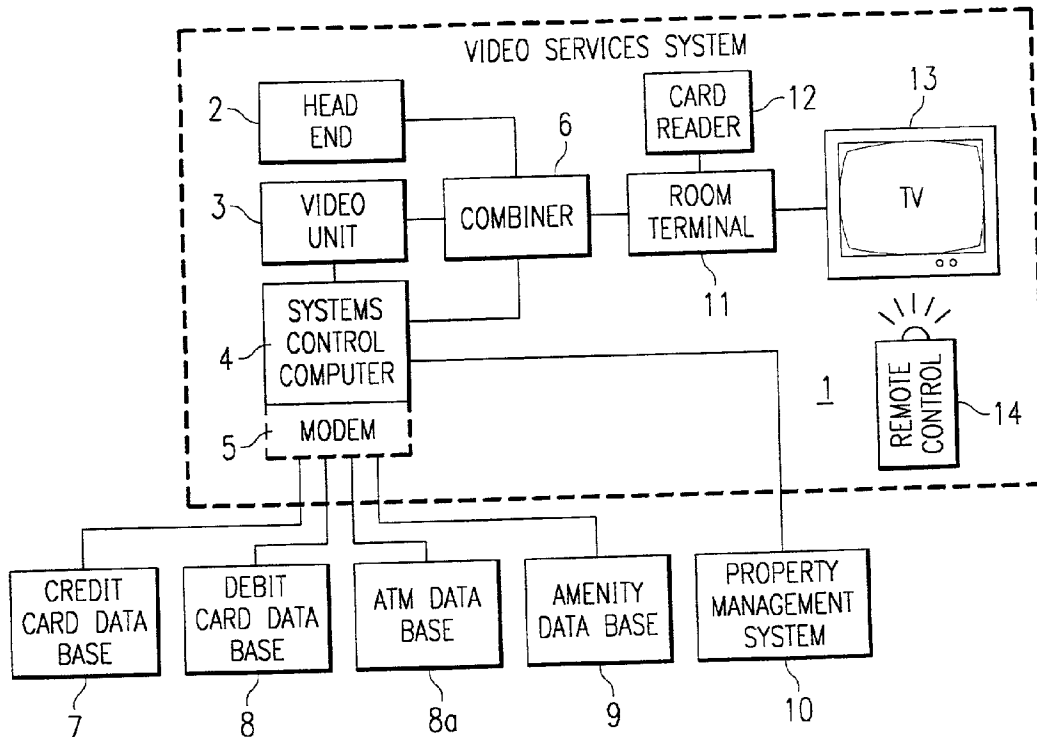 VIDEO SERVICES SYSTEM
2
HEAD
END
CARD
READER
12
13
6
3
VIDEO
UNIT
COMBINER
ROOM
TERMINAL
TV
11
4
SYSTEMS
CONTROL
COMPUTER
5
MODEM
1
REMOTE
CONTROL
14
CREDIT
CARD DATA
BASE
DEBIT
CARD DATA
BASE
ATM DATA
BASE
AMENITY
DATA BASE
PROPERTY
MANAGEMENT
SYSTEM
7
8
8a
9
10